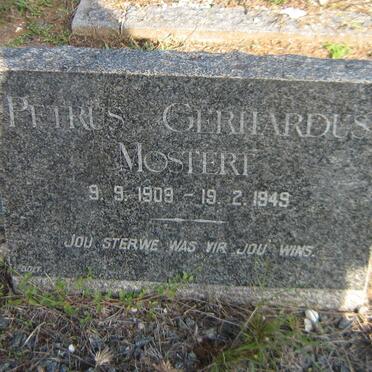 PETRUS GERHARDUS
MOSTERT
9. 9. 1909 - 19. 2. 1949
JOU STERWE WAS VIR JOU WINS.